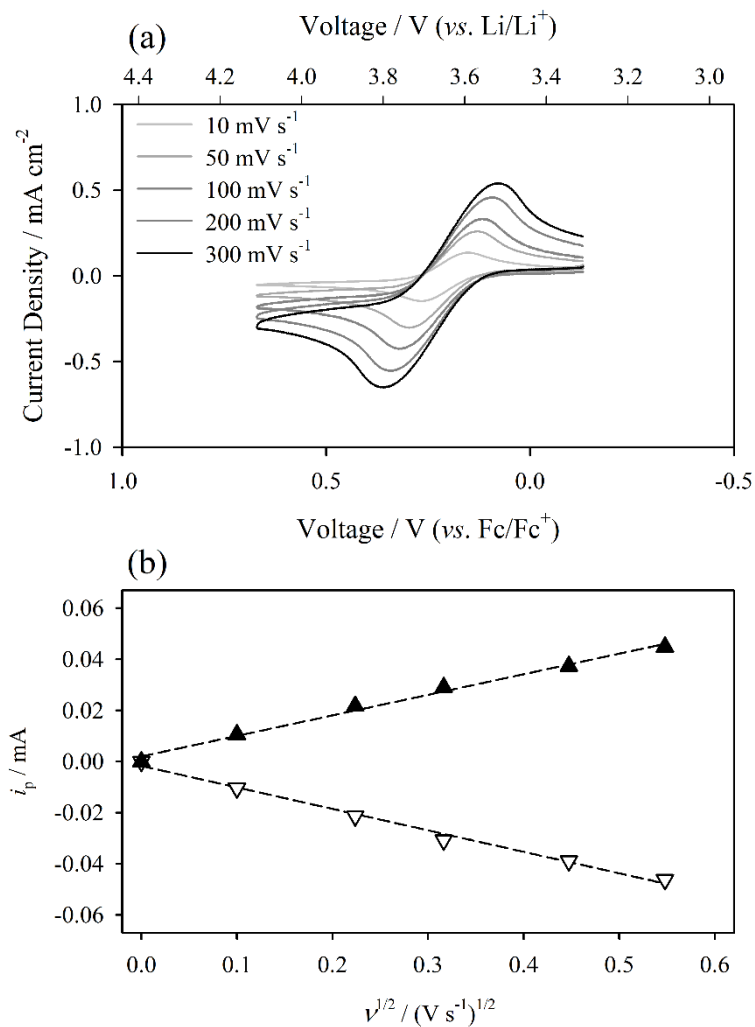 (a)
Voltage / V (vs. Li/Li⁺)
4.4 4.2 4.0 3.8 3.6 3.4 3.2 3.0
1.0
0.5
0.0
-0.5
-1.0
Current Density / mA cm⁻²
10 mV s⁻¹
50 mV s⁻¹
100 mV s⁻¹
200 mV s⁻¹
300 mV s⁻¹
1.0 0.5 0.0 -0.5
Voltage / V (vs. Fc/Fc⁺)
(b)
0.06
0.04
0.02
0.00
-0.02
-0.04
-0.06
iₚ / mA
0.0 0.1 0.2 0.3 0.4 0.5 0.6
ν¹ᐟ² / (V s⁻¹)¹ᐟ²